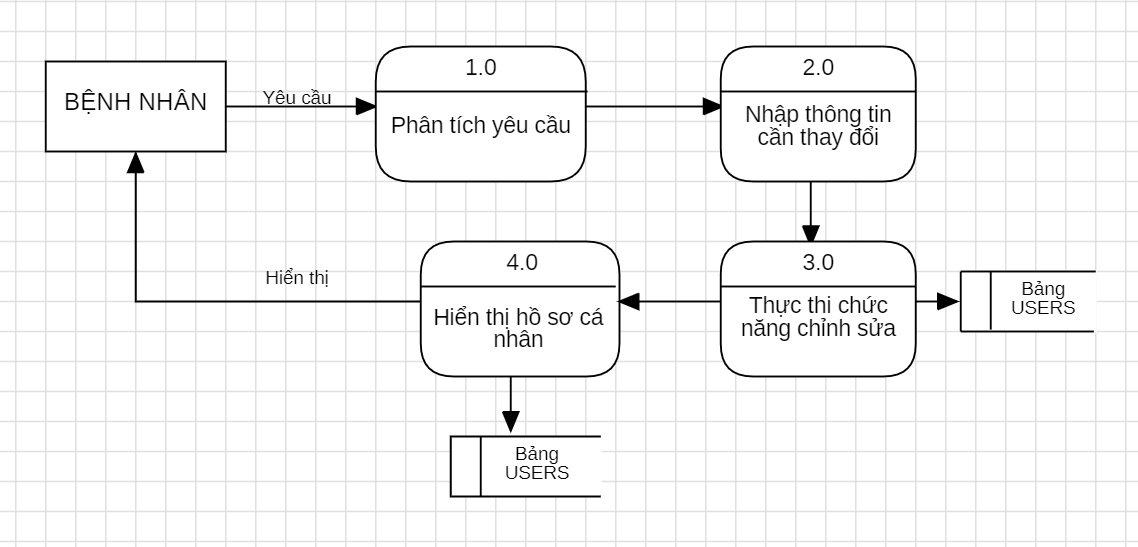 BỆNH NHÂN
Yêu cầu
1.0
Phân tích yêu cầu
2.0
Nhập thông tin
cần thay đổi
3.0
Thực thi chức
năng chỉnh sửa
Bảng
USERS
4.0
Hiển thị hồ sơ cá
nhân
Hiển thị
Bảng
USERS